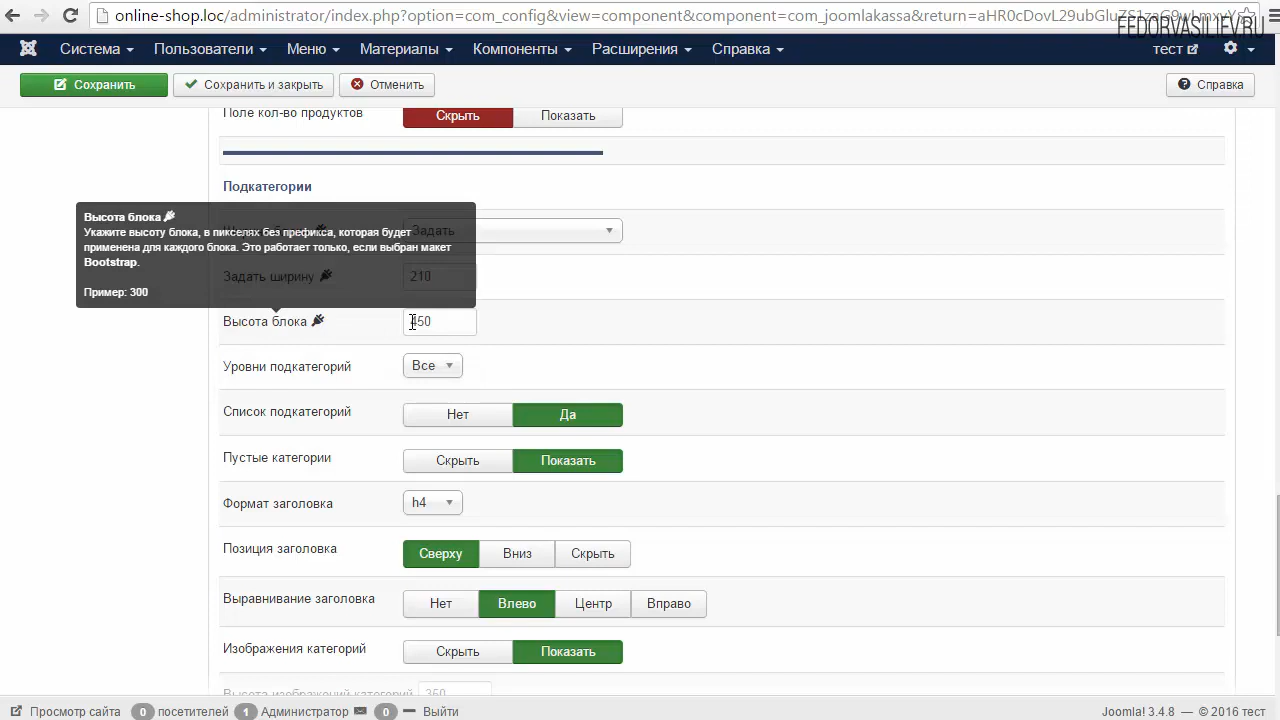 online-shop.loc/administrator/index.php?option=com_config&view=component&component=com_joomlakassa&return=
FEDORVASILIEV.RU
Система Пользователи Меню Материалы Компоненты Расширения Справка тест
Сохранить Сохранить и закрыть Отменить Справка
Поле кол-во продуктов Скрыть Показать
Подкатегории
Высота блока
Укажите высоту блока, в пикселях без префикса, которая будет
применена для каждого блока. Это работает только, если выбран макет
Bootstrap.
Пример: 300
Задать
Задать ширину 210
Высота блока 450
Уровни подкатегорий Все
Список подкатегорий Нет Да
Пустые категории Скрыть Показать
Формат заголовка h4
Позиция заголовка Сверху Вниз Скрыть
Выравнивание заголовка Нет Влево Центр Вправо
Изображения категорий Скрыть Показать
Высота изображений категорий 350
Просмотр сайта 0 посетителей 1 Администратор 0 Выйти Joomla! 3.4.8 — © 2016 тест